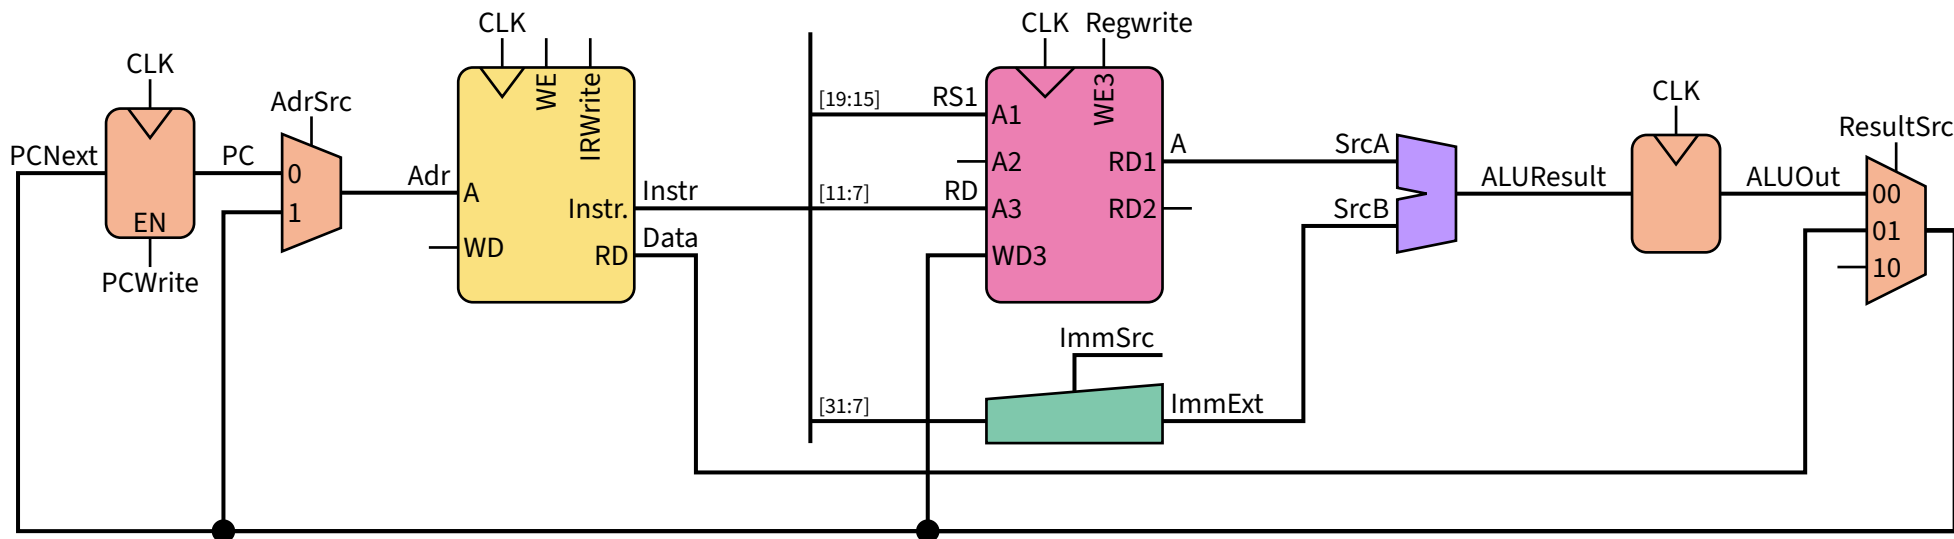 CLK
PCNext
EN
PCWrite
PC
AdrSrc
0
1
Adr
CLK
WE
IRWrite
A
WD
Instr.
RD
Instr
Data
[19:15]
RS1
[11:7]
RD
[31:7]
CLK
Regwrite
WE3
A1
A2
A3
WD3
RD1
RD2
A
ImmSrc
ImmExt
SrcA
SrcB
ALUResult
CLK
ALUOut
ResultSrc
00
01
10